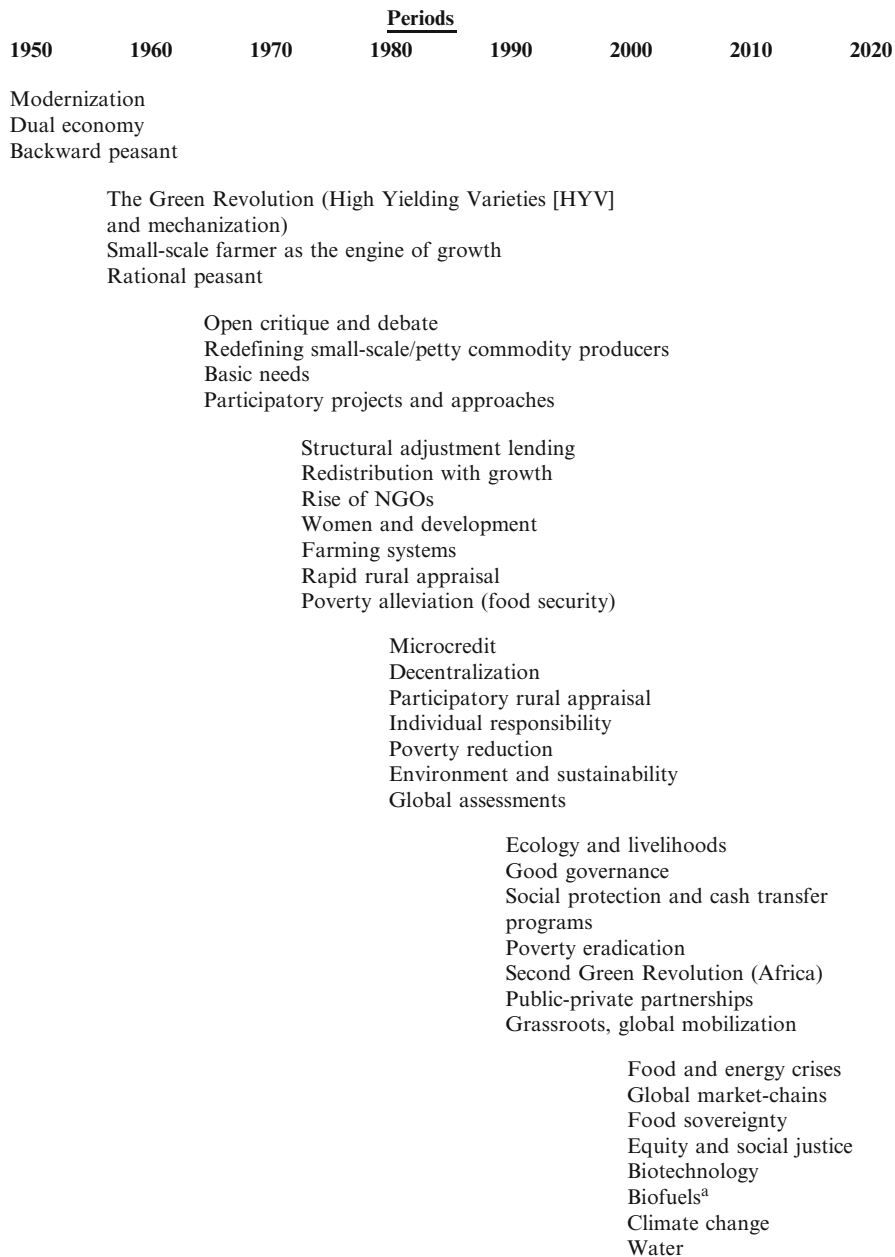 Periods
1950 1960 1970 1980 1990 2000 2010 2020
Modernization
Dual economy
Backward peasant
The Green Revolution (High Yielding Varieties [HYV]
and mechanization)
Small-scale farmer as the engine of growth
Rational peasant
Open critique and debate
Redefining small-scale/petty commodity producers
Basic needs
Participatory projects and approaches
Structural adjustment lending
Redistribution with growth
Rise of NGOs
Women and development
Farming systems
Rapid rural appraisal
Poverty alleviation (food security)
Microcredit
Decentralization
Participatory rural appraisal
Individual responsibility
Poverty reduction
Environment and sustainability
Global assessments
Ecology and livelihoods
Good governance
Social protection and cash transfer
programs
Poverty eradication
Second Green Revolution (Africa)
Public-private partnerships
Grassroots, global mobilization
Food and energy crises
Global market-chains
Food sovereignty
Equity and social justice
Biotechnology
Biofuelsᵃ
Climate change
Water